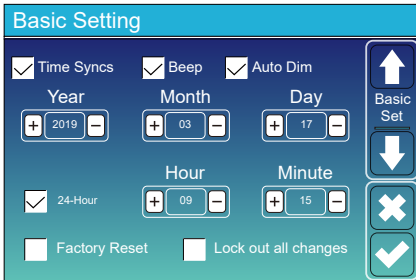 Basic Setting
Time Syncs Beep Auto Dim
Year Month Day
+ 2019 − + 03 − + 17 −
Basic
Set
Hour Minute
24-Hour + 09 − + 15 −
Factory Reset Lock out all changes